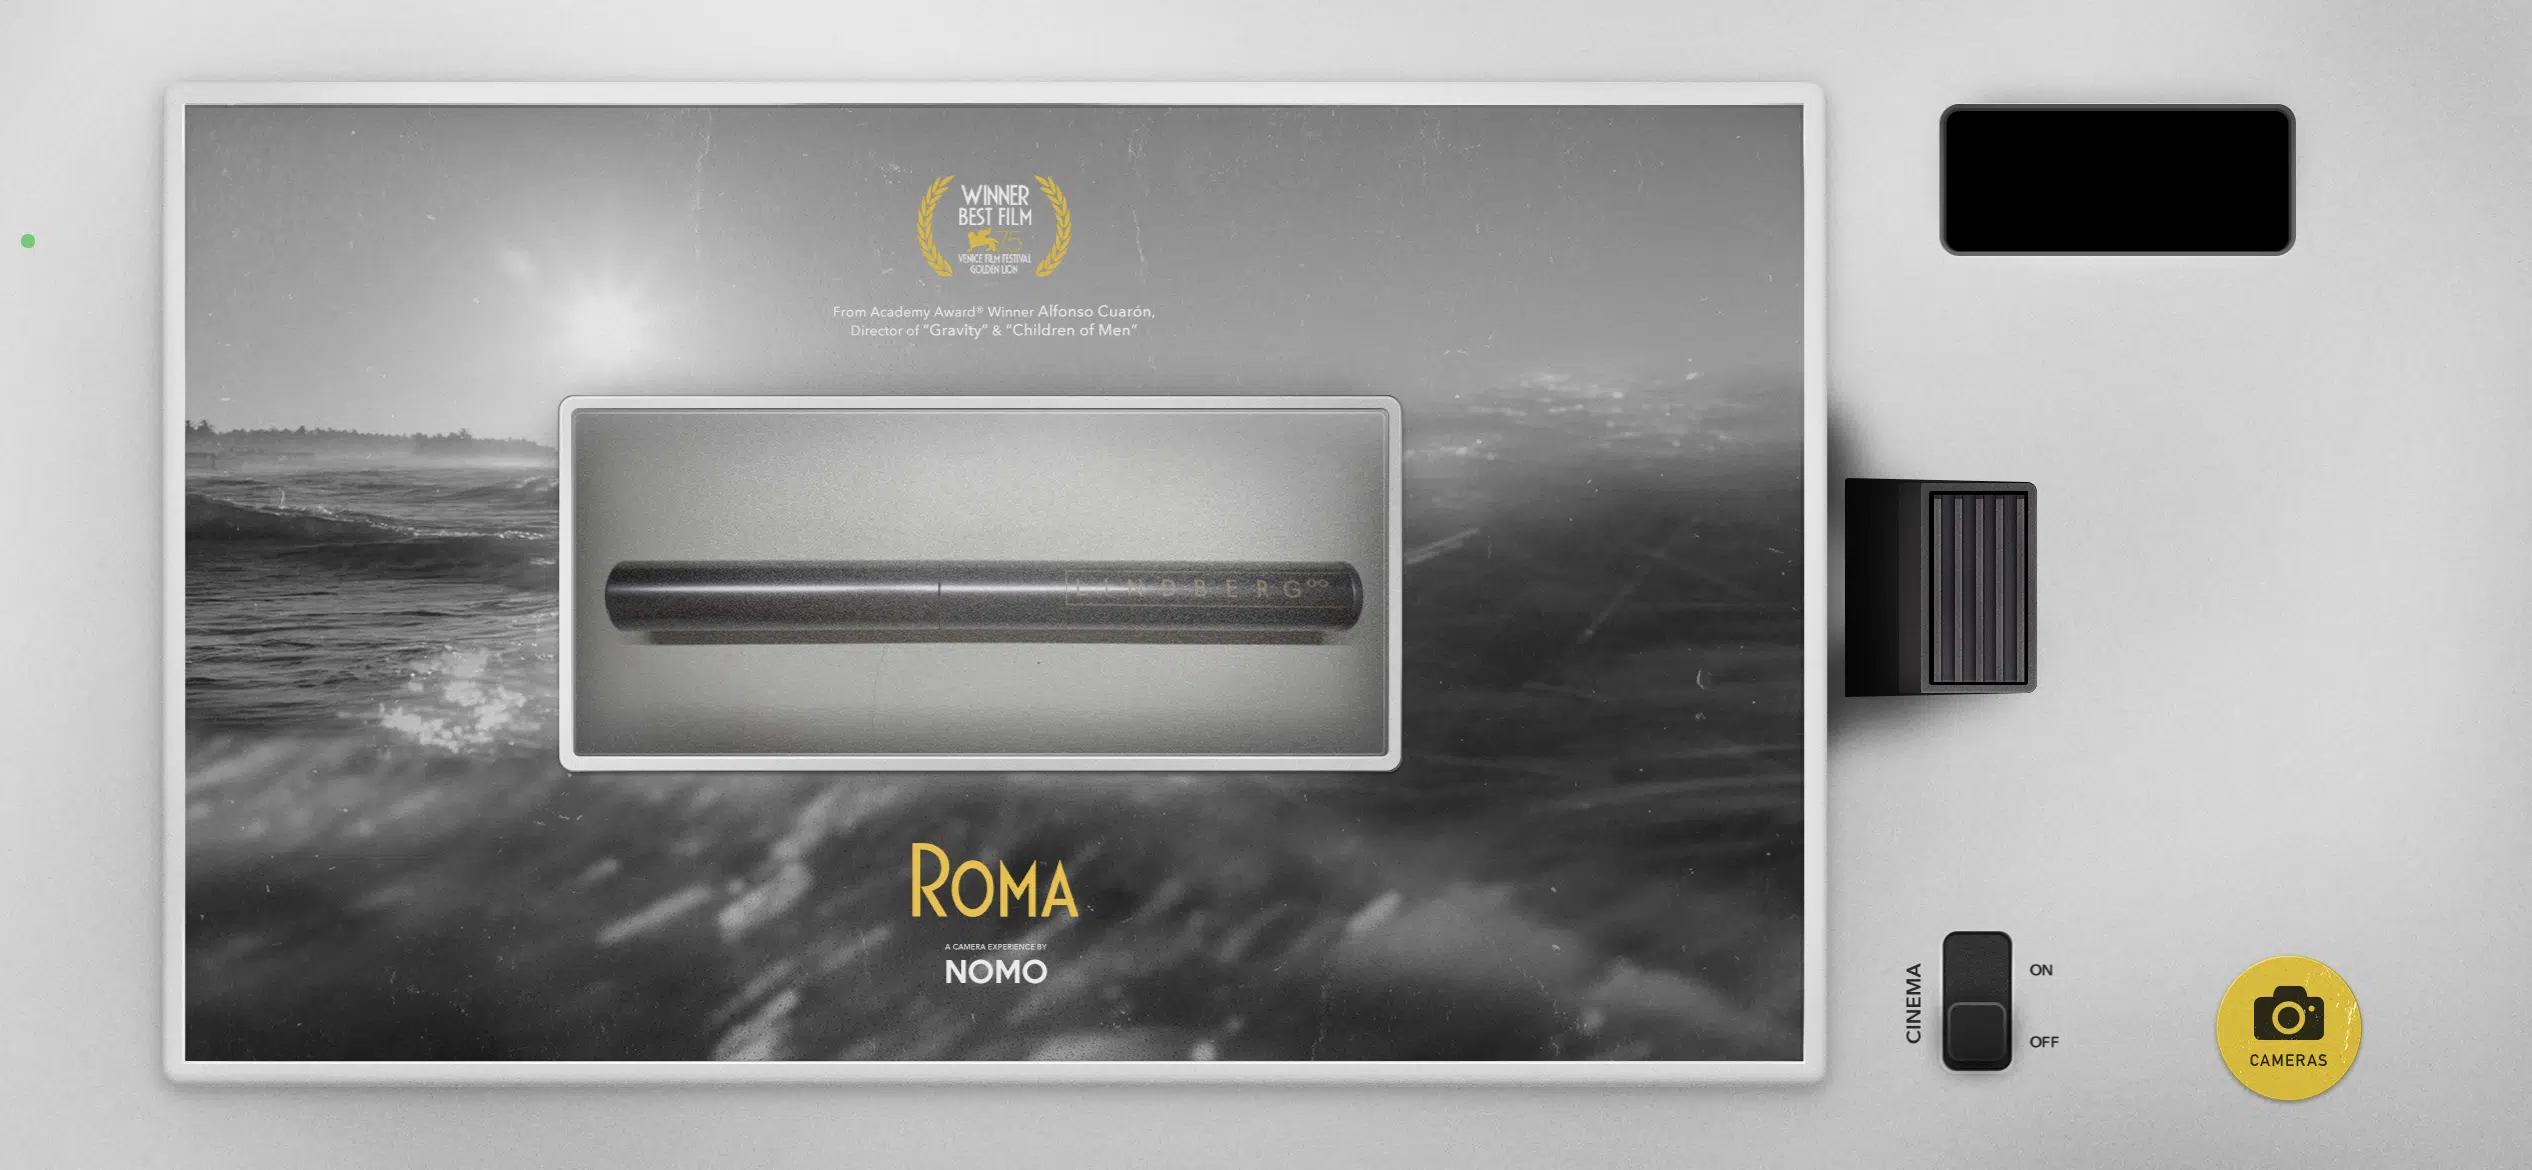 WINNER
BEST FILM
75
VENICE FILM FESTIVAL
GOLDEN LION
From Academy Award® Winner Alfonso Cuarón,
Director of “Gravity” & “Children of Men”
LINDBERG
ROMA
A CAMERA EXPERIENCE BY
NOMO
CINEMA
ON
OFF
CAMERAS